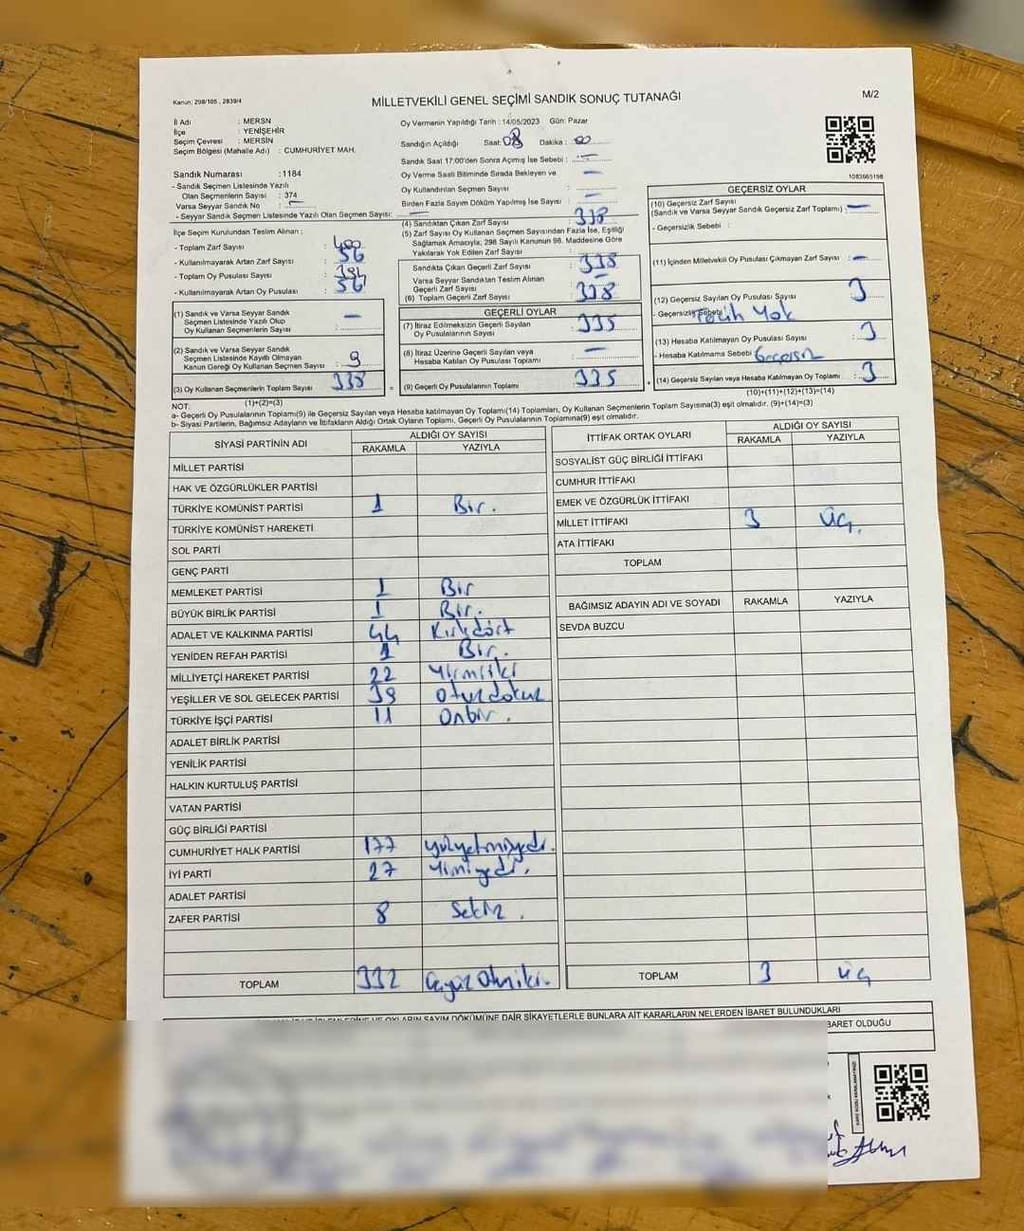 Kanun: 298/105 , 2839/4
MİLLETVEKİLİ GENEL SEÇİMİ SANDIK SONUÇ TUTANAĞI
M/2
İl Adı : MERSN
İlçe : YENİŞEHİR
Seçim Çevresi : MERSİN
Seçim Bölgesi (Mahalle Adı) : CUMHURİYET MAH.
Sandık Numarası :1184
- Sandık Seçmen Listesinde Yazılı
Olan Seçmenlerin Sayısı : 374
Varsa Seyyar Sandık No : —
- Seyyar Sandık Seçmen Listesinde Yazılı Olan Seçmen Sayısı: —
Oy Vermenin Yapıldığı Tarih : 14/05/2023 Gün: Pazar
Sandığın Açıldığı Saat: 08 Dakika : 00
Sandık Saat 17:00'den Sonra Açımış İse Sebebi : —
Oy Verme Saati Bitiminde Sırada Bekleyen ve
Oy Kullandırılan Seçmen Sayısı : —
Birden Fazla Sayım Döküm Yapılmış İse Sayısı : —
1083665198
İlçe Seçim Kurulundan Teslim Alınan :
- Toplam Zarf Sayısı : 400
- Kullanılmayarak Artan Zarf Sayısı : 56
- Toplam Oy Pusulası Sayısı : 394
- Kullanılmayarak Artan Oy Pusulası : 56
(1) Sandık ve Varsa Seyyar Sandık
Seçmen Listesinde Yazılı Olup
Oy Kullanan Seçmenlerin Sayısı : —
(2) Sandık ve Varsa Seyyar Sandık
Seçmen Listesinde Kayıtlı Olmayan
Kanun Gereği Oy Kullanan Seçmen Sayısı : 9
(3) Oy Kullanan Seçmenlerin Toplam Sayısı : 338
(1)+(2)=(3)
(4) Sandıktan Çıkan Zarf Sayısı : 338
(5) Zarf Sayısı Oy Kullanan Seçmen Sayısından Fazla İse, Eşitliği
Sağlamak Amacıyla; 298 Sayılı Kanunun 98. Maddesine Göre
Yakılarak Yok Edilen Zarf Sayısı : —
Sandıkta Çıkan Geçerli Zarf Sayısı : 338
Varsa Seyyar Sandıktan Teslim Alınan
Geçerli Zarf Sayısı : —
(6) Toplam Geçerli Zarf Sayısı : 338
GEÇERLİ OYLAR
(7) İtiraz Edilmeksizin Geçerli Sayılan
Oy Pusulalarının Sayısı : 335
(8) İtiraz Üzerine Geçerli Sayılan veya
Hesaba Katılan Oy Pusulası Toplamı : —
(9) Geçerli Oy Pusulalarının Toplamı : 335
GEÇERSİZ OYLAR
(10) Geçersiz Zarf Sayısı
(Sandık ve Varsa Seyyar Sandık Geçersiz Zarf Toplamı) : —
- Geçersizlik Sebebi :
(11) İçinden Milletvekili Oy Pusulası Çıkmayan Zarf Sayısı : —
(12) Geçersiz Sayılan Oy Pusulası Sayısı : 3
- Geçersizlik Sebebi : Tercih Yok
(13) Hesaba Katılmayan Oy Pusulası Sayısı : 3
- Hesaba Katılmama Sebebi : Geçersiz
(14) Geçersiz Sayılan veya Hesaba Katılmayan Oy Toplamı : 3
(10)+(11)+(12)+(13)=(14)
NOT:
a- Geçerli Oy Pusulaları Toplamı(9) ile Geçersiz Sayılan veya Hesaba katılmayan Oy Toplamı(14) Toplamları, Oy Kullanan Seçmenlerin Toplam Sayısına(3) eşit olmalıdır. (9)+(14)=(3)
b- Siyasi Partilerin, Bağımsız Adayların ve İttifakların Aldığı Ortak Oyların Toplamı, Geçerli Oy Pusulalarının Toplamına(9) eşit olmalıdır.
SİYASİ PARTİNİN ADI ALDIĞI OY SAYISI
RAKAMLA YAZIYLA
MİLLET PARTİSİ
HAK VE ÖZGÜRLÜKLER PARTİSİ
TÜRKİYE KOMÜNİST PARTİSİ 1 Bir.
TÜRKİYE KOMÜNİST HAREKETİ
SOL PARTİ
GENÇ PARTİ
MEMLEKET PARTİSİ 1 Bir
BÜYÜK BİRLİK PARTİSİ 1 Bir.
ADALET VE KALKINMA PARTİSİ 44 Kırkdört
YENİDEN REFAH PARTİSİ 1 Bir.
MİLLİYETÇİ HAREKET PARTİSİ 22 Yirmiiki
YEŞİLLER VE SOL GELECEK PARTİSİ 39 Otuzdokuz
TÜRKİYE İŞÇİ PARTİSİ 11 Onbir.
ADALET BİRLİK PARTİSİ
YENİLİK PARTİSİ
HALKIN KURTULUŞ PARTİSİ
VATAN PARTİSİ
GÜÇ BİRLİĞİ PARTİSİ
CUMHURİYET HALK PARTİSİ 177 yüzyetmişyedi.
İYİ PARTİ 27 Yirmiyedi.
ADALET PARTİSİ
ZAFER PARTİSİ 8 Sekiz.
TOPLAM 332 Üçyüz Otuziki.
İTTİFAK ORTAK OYLARI ALDIĞI OY SAYISI
RAKAMLA YAZIYLA
SOSYALİST GÜÇ BİRLİĞİ İTTİFAKI
CUMHUR İTTİFAKI
EMEK VE ÖZGÜRLÜK İTTİFAKI
MİLLET İTTİFAKI 3 Üç.
ATA İTTİFAKI
TOPLAM
BAĞIMSIZ ADAYIN ADI VE SOYADI RAKAMLA YAZIYLA
SEVDA BUZCU
TOPLAM 3 Üç
OYLARIN SAYIM DÖKÜMÜNE DAİR ŞİKAYETLERLE BUNLARA AİT KARARLARIN NELERDEN İBARET BULUNDUKLARI
BARET OLDUĞU